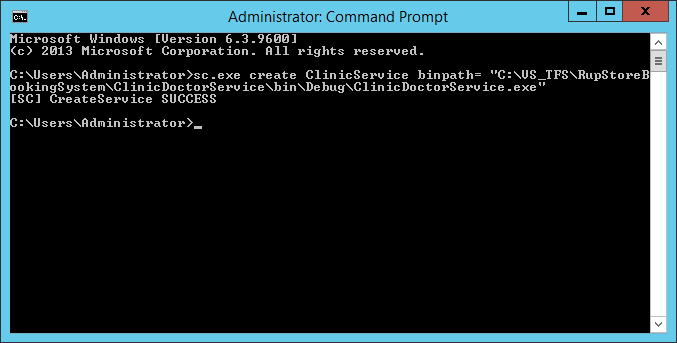 Administrator: Command Prompt
Microsoft Windows [Version 6.3.9600]
(c) 2013 Microsoft Corporation. All rights reserved.
C:\Users\Administrator>sc.exe create ClinicService binpath= "C:\VS_TFS\RupStoreB
ookingSystem\ClinicDoctorService\bin\Debug\ClinicDoctorService.exe"
[SC] CreateService SUCCESS
C:\Users\Administrator>_